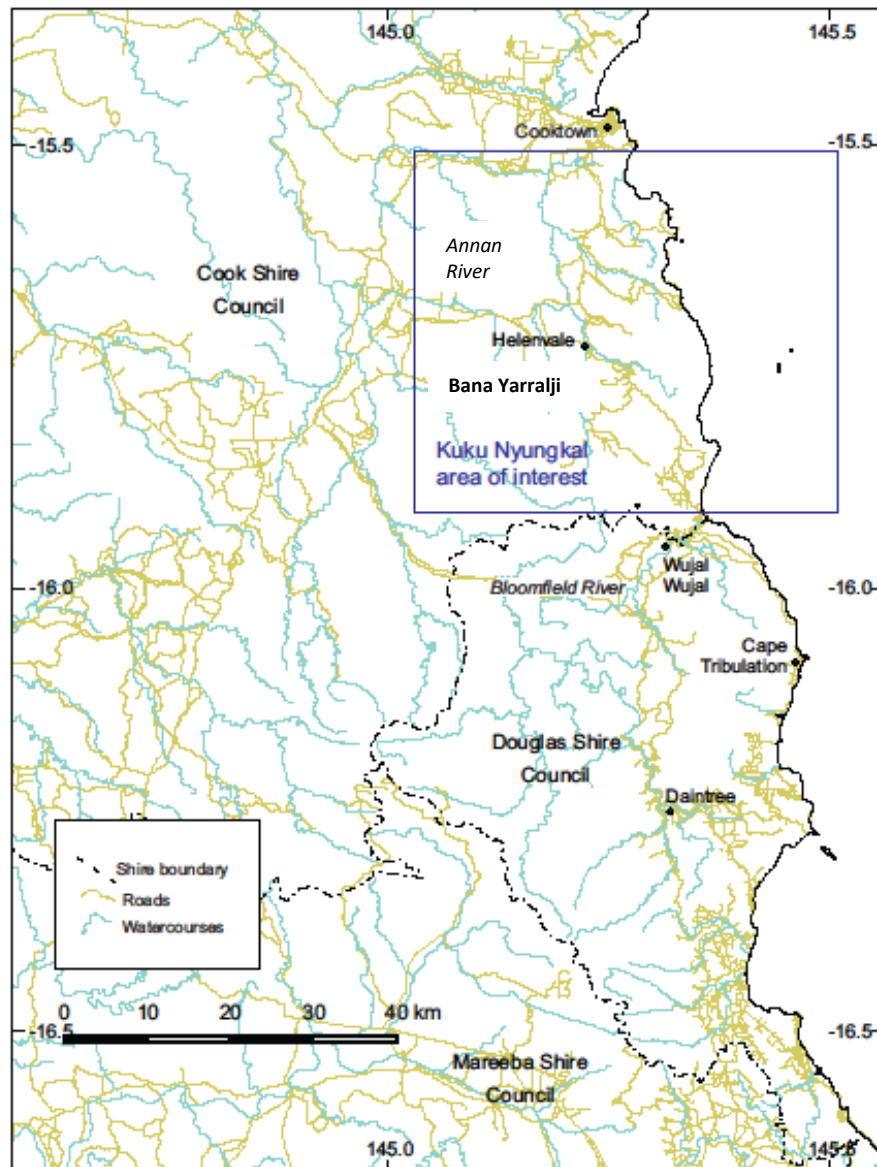 145.0
145.5
Cooktown
-15.5
-15.5
Annan
River
Cook Shire
Council
Helenvale
Bana Yarralji
Kuku Nyungkal
area of interest
Wujal
Wujal
-16.0
Bloomfield River
-16.0
Cape
Tribulation
Douglas Shire
Council
Daintree
Shire boundary
Roads
Watercourses
0 10 20 30 40 km
-16.5
-16.5
Mareeba Shire
Council
145.0
145.5